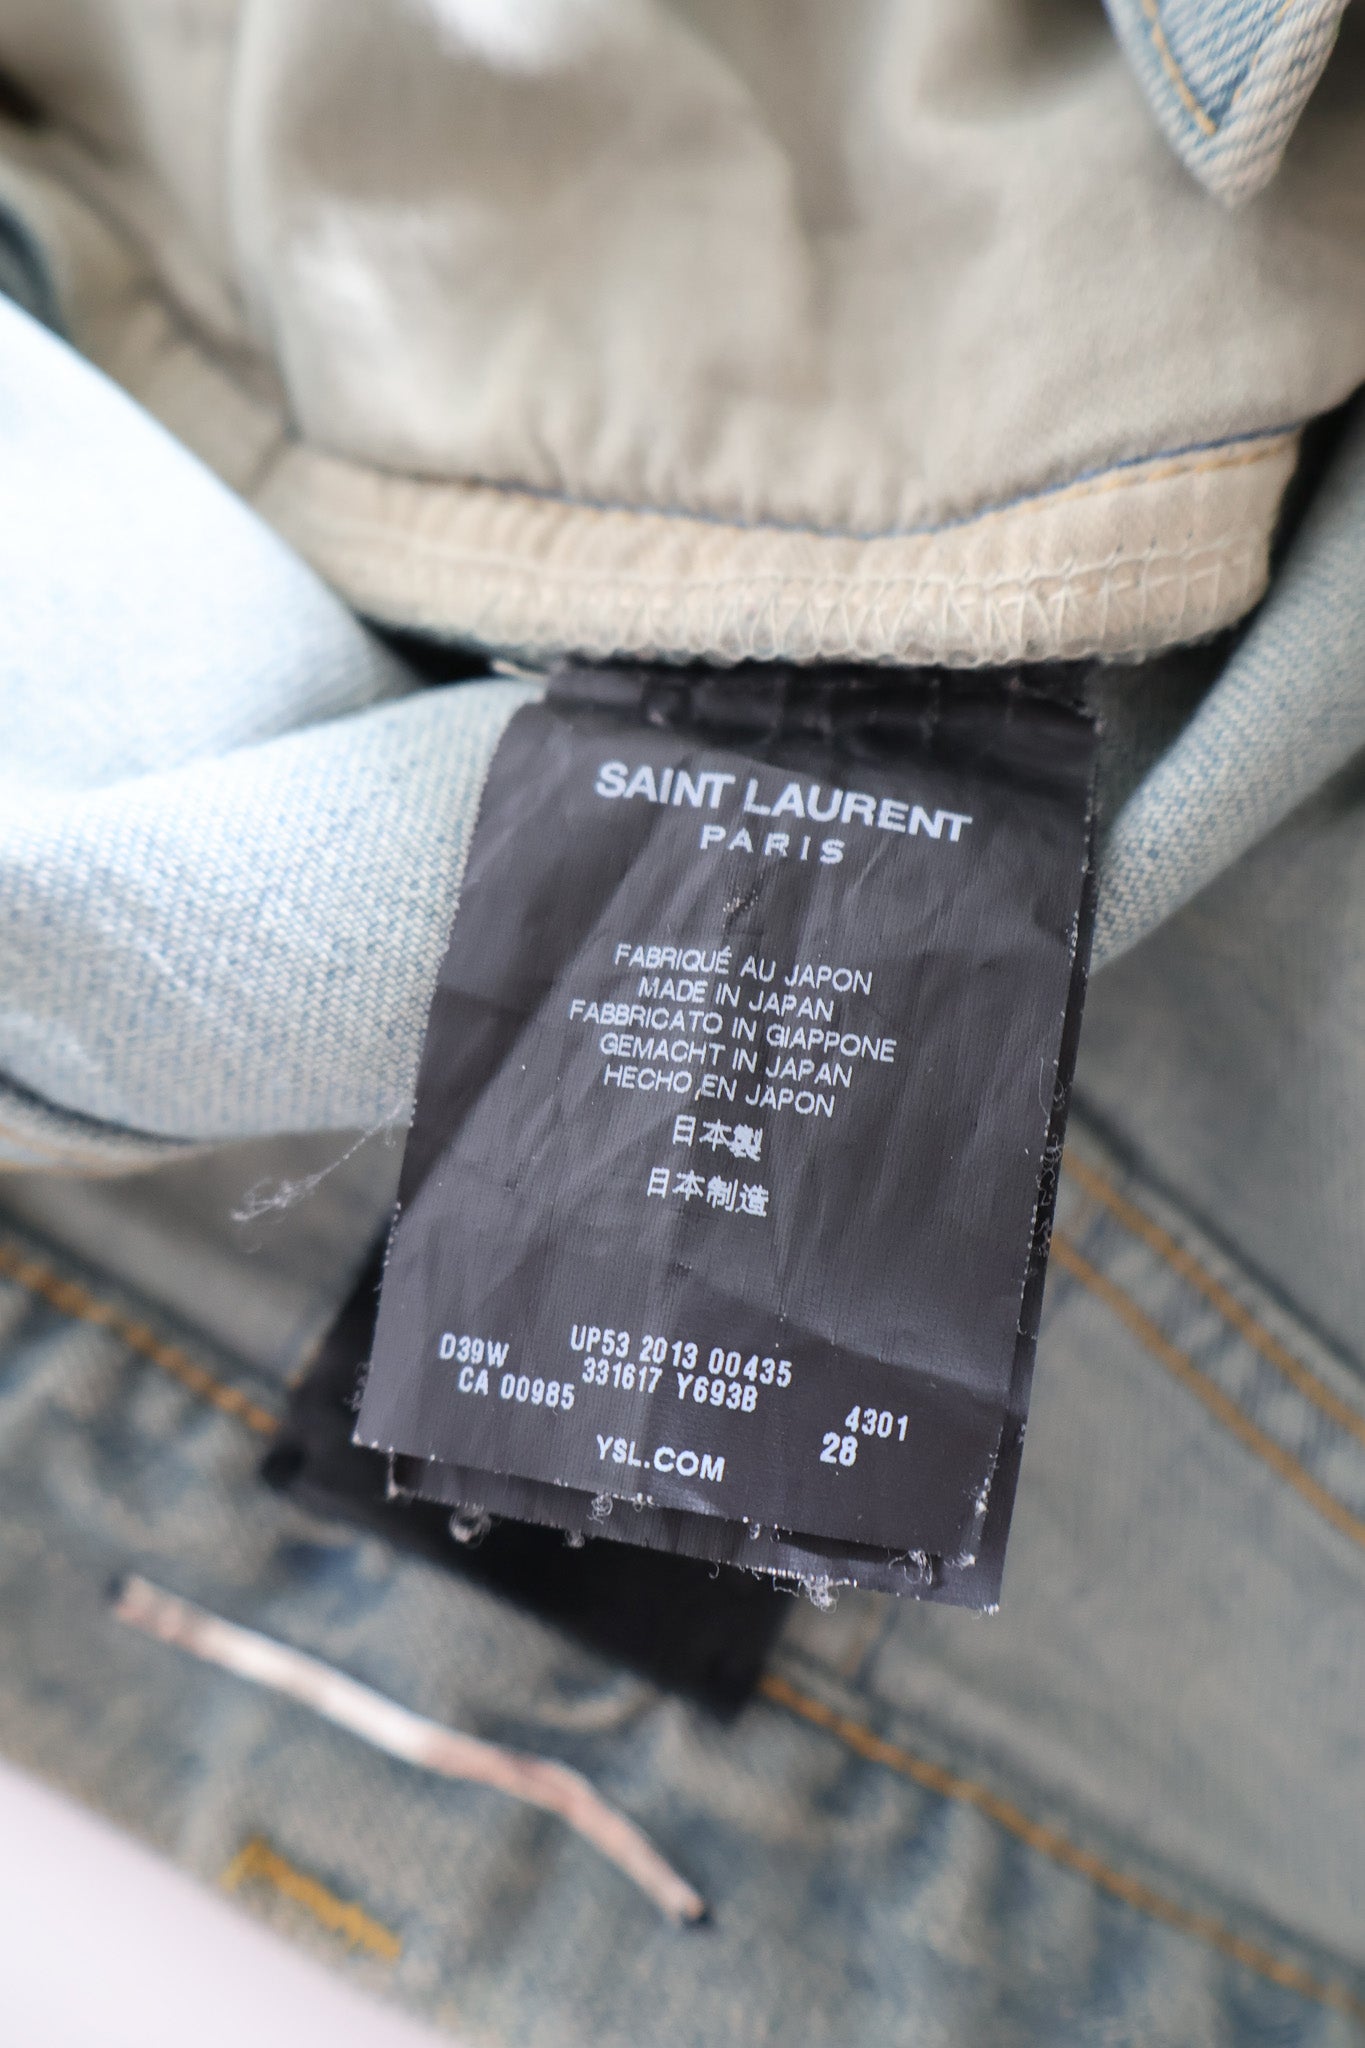 SAINT LAURENT
PARIS
FABRIQUÉ AU JAPON
MADE IN JAPAN
FABBRICATO IN GIAPPONE
GEMACHT IN JAPAN
HECHO EN JAPON
日本製
日本制造
D39W UP53 2013 00435
CA 00985 331617 Y693B 4301
28
YSL.COM